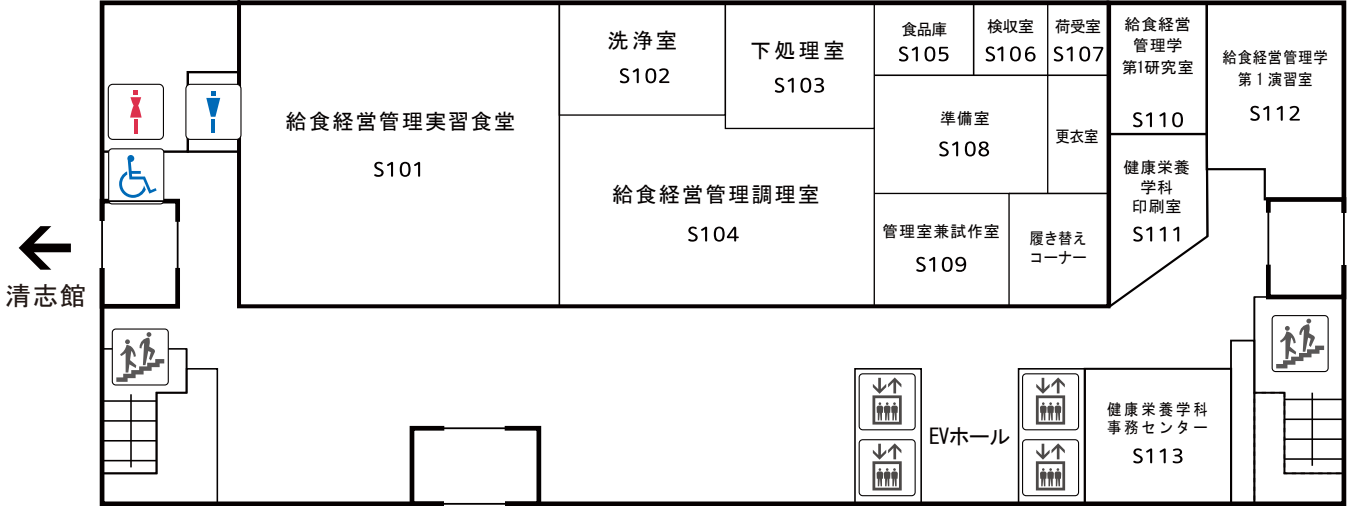 洗浄室
S102
下処理室
S103
食品庫
S105
検収室
S106
荷受室
S107
給食経営
管理学
第1研究室
S110
給食経営管理学
第1演習室
S112
給食経営管理実習食堂
S101
準備室
S108
更衣室
給食経営管理調理室
S104
健康栄養
学科
印刷室
S111
管理室兼試作室
S109
履き替え
コーナー
清志館
EVホール
健康栄養学科
事務センター
S113